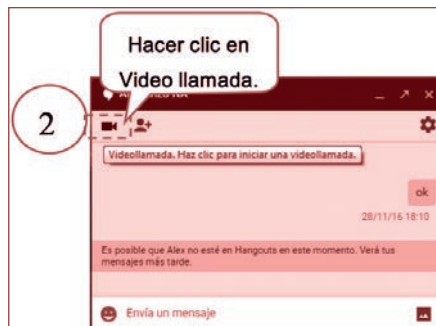 Hacer clic en
Video llamada.
2
Videollamada. Haz clic para iniciar una videollamada.
ok
28/11/16 18:10
Es posible que Alex no esté en Hangouts en este momento. Verá tus
mensajes más tarde.
Envía un mensaje